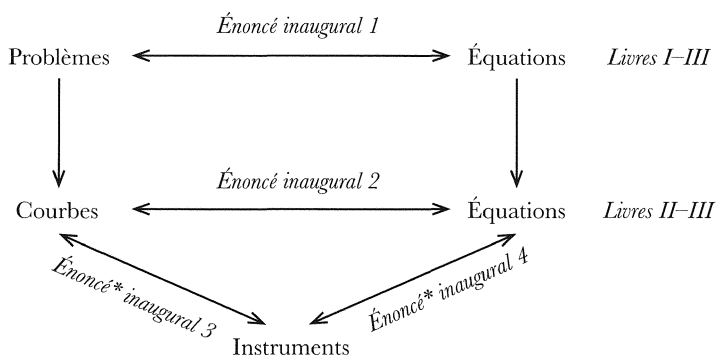 Énoncé inaugural 1
Problèmes Équations Livres I–III
Énoncé inaugural 2
Courbes Équations Livres II–III
Énoncé* inaugural 3
Énoncé* inaugural 4
Instruments